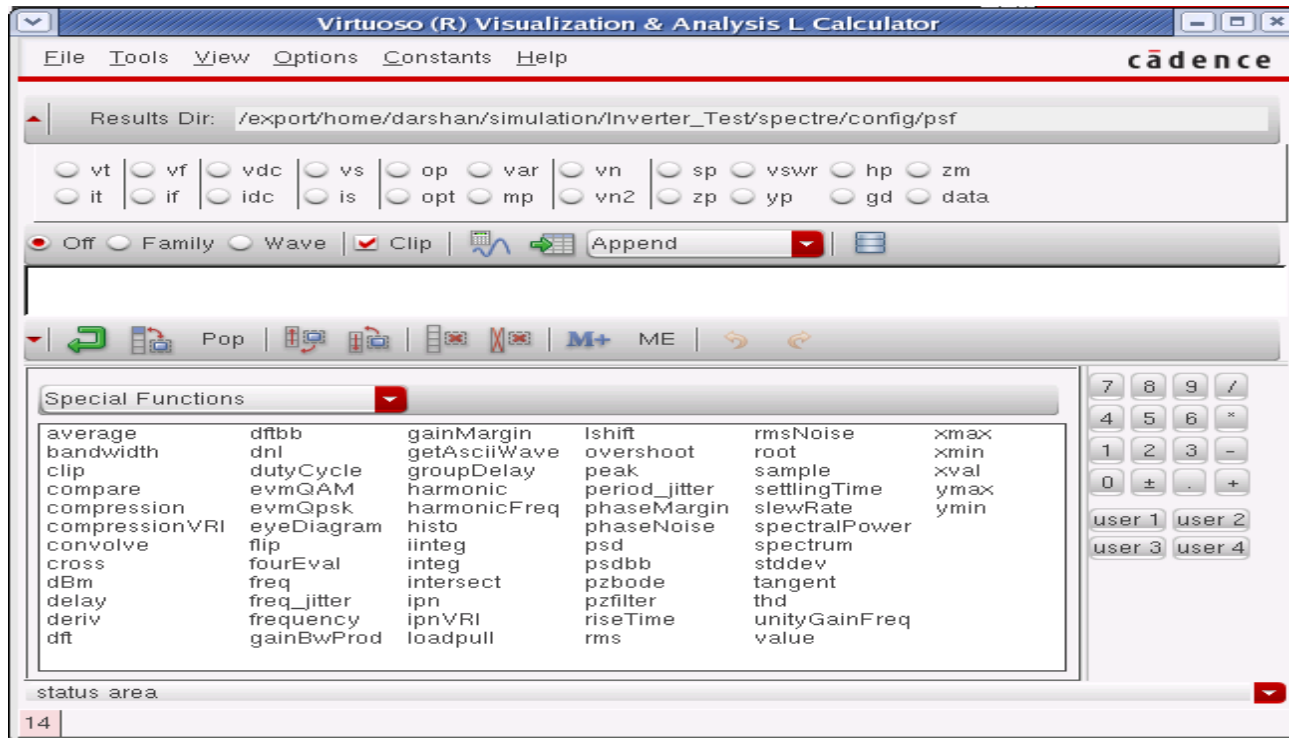 Virtuoso (R) Visualization & Analysis L Calculator
File Tools View Options Constants Help
cādence
Results Dir: /export/home/darshan/simulation/Inverter_Test/spectre/config/psf
vt vf vdc vs op var vn sp vswr hp zm
it if idc is opt mp vn2 zp yp gd data
Off Family Wave Clip Append
Pop M+ ME
Special Functions
7 8 9 /
4 5 6 *
1 2 3 -
0 ± . +
user 1 user 2
user 3 user 4
average dftbb gainMargin lshift rmsNoise xmax
bandwidth dnl getAsciiWave overshoot root xmin
clip dutyCycle groupDelay peak sample xval
compare evmQAM harmonic period_jitter settlingTime ymax
compression evmQpsk harmonicFreq phaseMargin slewRate ymin
compressionVRI eyeDiagram histo phaseNoise spectralPower
convolve flip iinteg psd spectrum
cross fourEval integ psdbb stddev
dBm freq intersect pzbode tangent
delay freq_jitter ipn pzfilter thd
deriv frequency ipnVRI riseTime unityGainFreq
dft gainBwProd loadpull rms value
status area
14